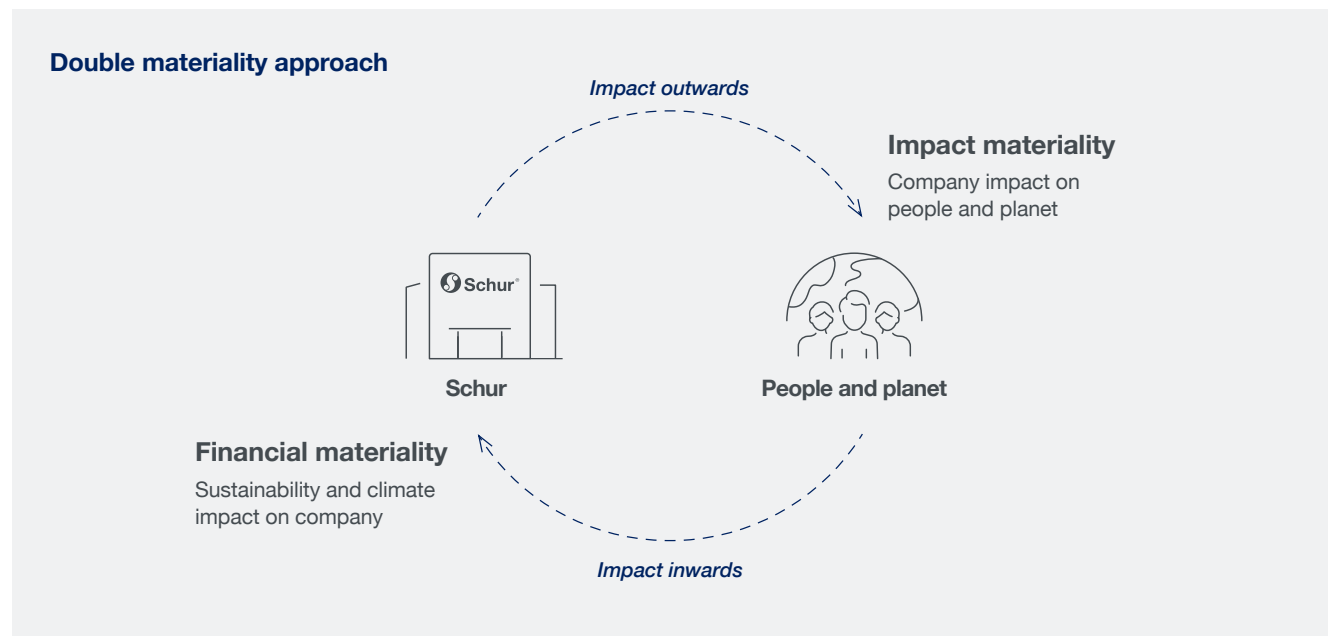 Double materiality approach
Impact outwards
Impact materiality
Company impact on
people and planet
Schur®
Schur
People and planet
Financial materiality
Sustainability and climate
impact on company
Impact inwards